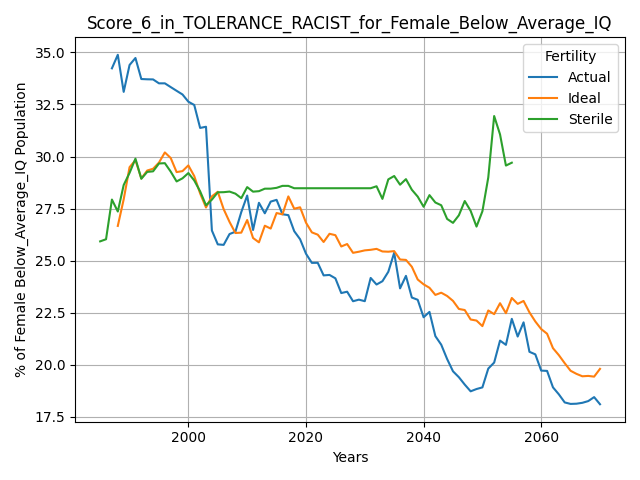 Score_6_in_TOLERANCE_RACIST_for_Female_Below_Average_IQ
% of Female Below_Average_IQ Population
35.0
32.5
30.0
27.5
25.0
22.5
20.0
17.5
Fertility
Actual
Ideal
Sterile
2000
2020
2040
2060
Years